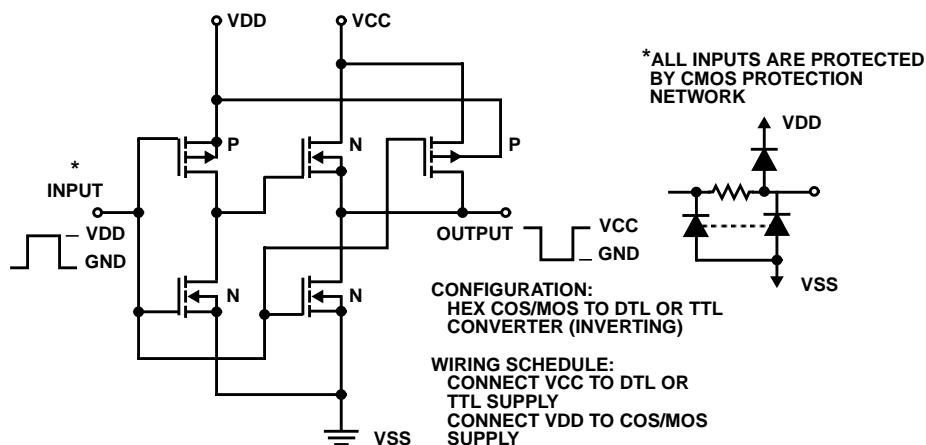 VDD
VCC
*ALL INPUTS ARE PROTECTED
BY CMOS PROTECTION
NETWORK
VDD
P
N
P
*
INPUT
VDD
GND
OUTPUT
VCC
GND
VSS
N
N
CONFIGURATION:
HEX COS/MOS TO DTL OR TTL
CONVERTER (INVERTING)
WIRING SCHEDULE:
CONNECT VCC TO DTL OR
TTL SUPPLY
CONNECT VDD TO COS/MOS
SUPPLY
VSS